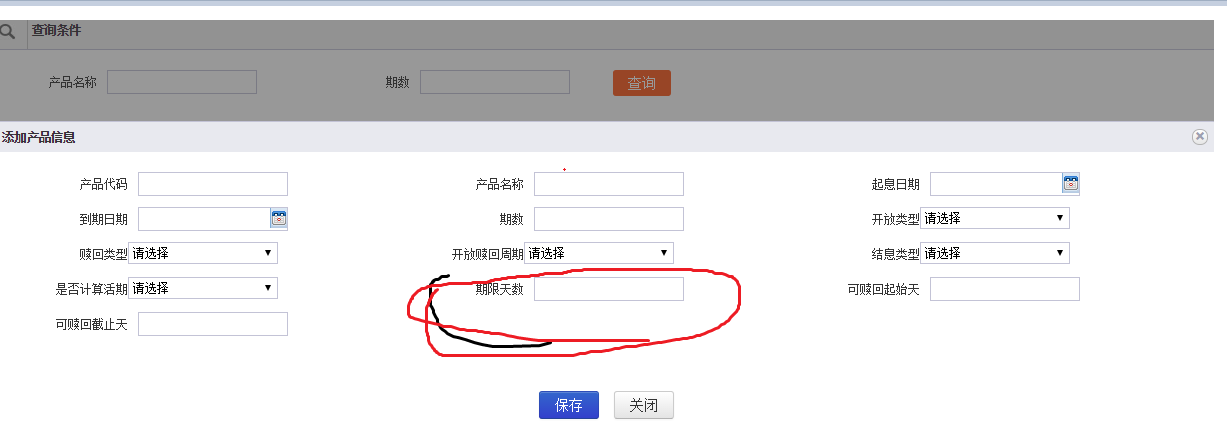 查询条件
产品名称 期数 查询
添加产品信息
产品代码 产品名称 起息日期
到期日期 期数 开放类型 请选择
赎回类型 请选择 开放赎回周期 请选择 结息类型 请选择
是否计算活期 请选择 期限天数 可赎回起始天
可赎回截止天
保存 关闭